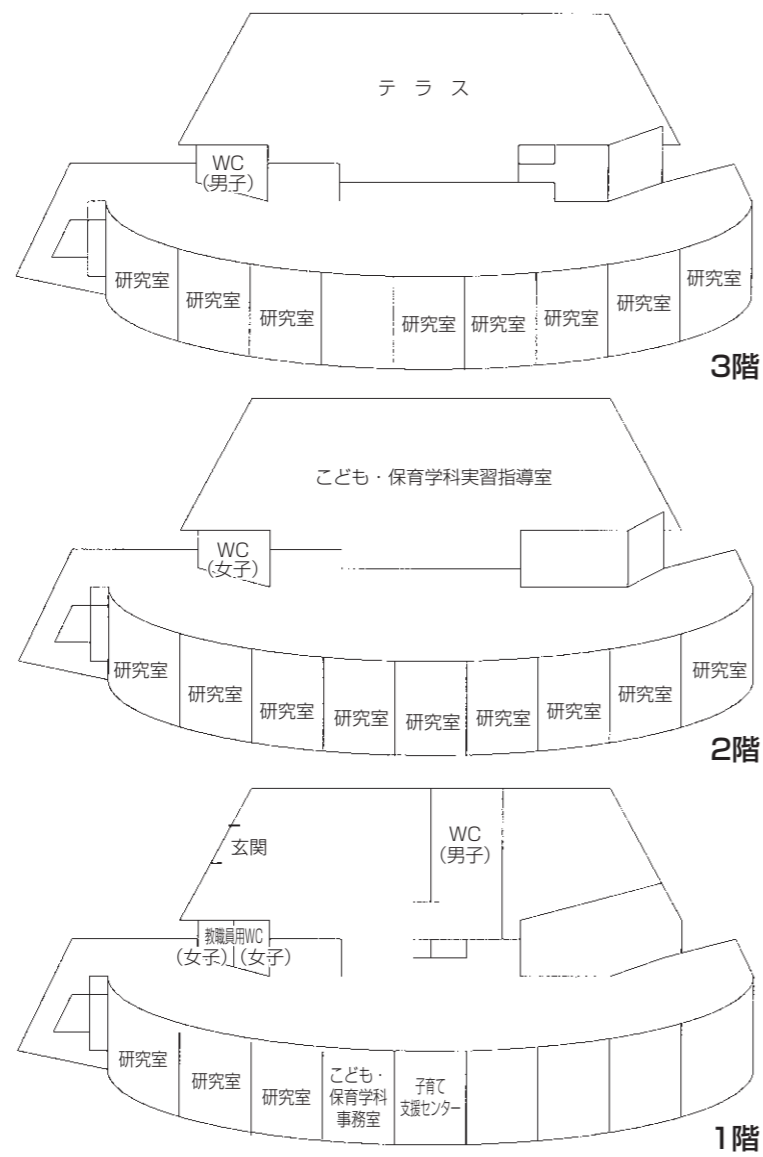 テ ラ ス
WC
(男子)
研究室
研究室
研究室
研究室
研究室
研究室
研究室
研究室
3階
こども・保育学科実習指導室
WC
(女子)
研究室
研究室
研究室
研究室
研究室
研究室
研究室
研究室
研究室
2階
玄関
WC
(男子)
教職員用WC
(女子) (女子)
研究室
研究室
研究室
こども・
保育学科
事務室
子育て
支援センター
1階